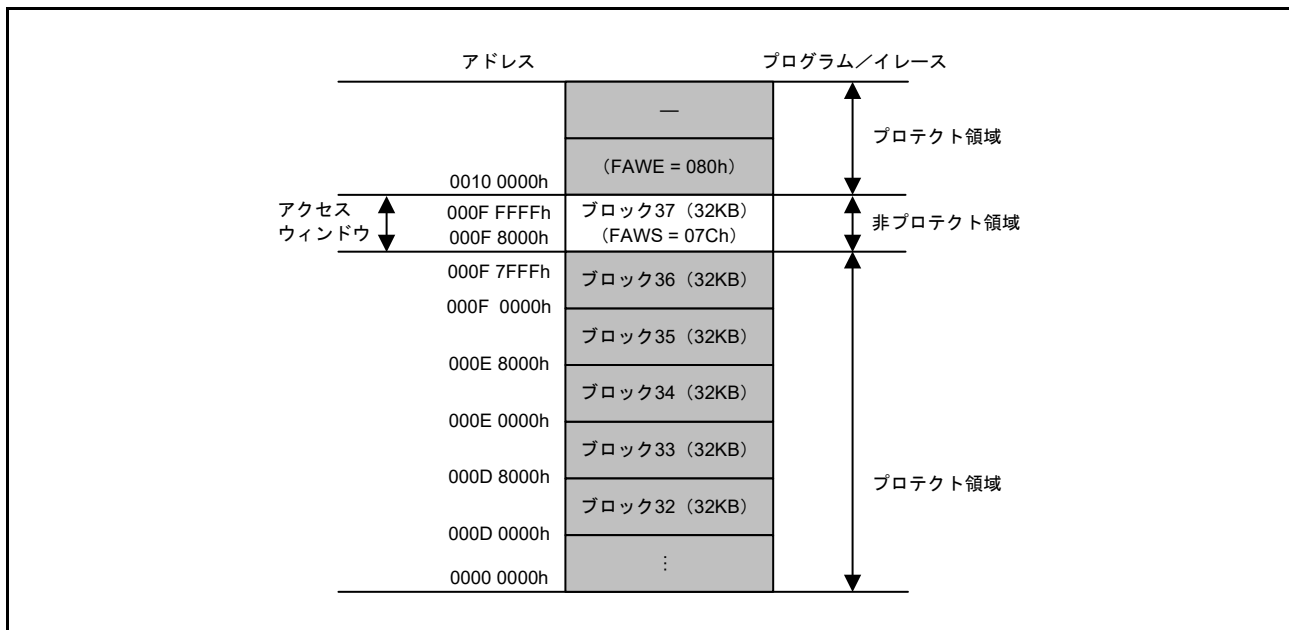 アドレス
プログラム／イレース
—
プロテクト領域
（FAWE = 080h）
0010 0000h
アクセス
ウィンドウ
000F FFFFh
ブロック37（32KB）
非プロテクト領域
000F 8000h
（FAWS = 07Ch）
000F 7FFFh
ブロック36（32KB）
000F 0000h
ブロック35（32KB）
000E 8000h
ブロック34（32KB）
000E 0000h
ブロック33（32KB）
000D 8000h
プロテクト領域
ブロック32（32KB）
000D 0000h
⋮
0000 0000h